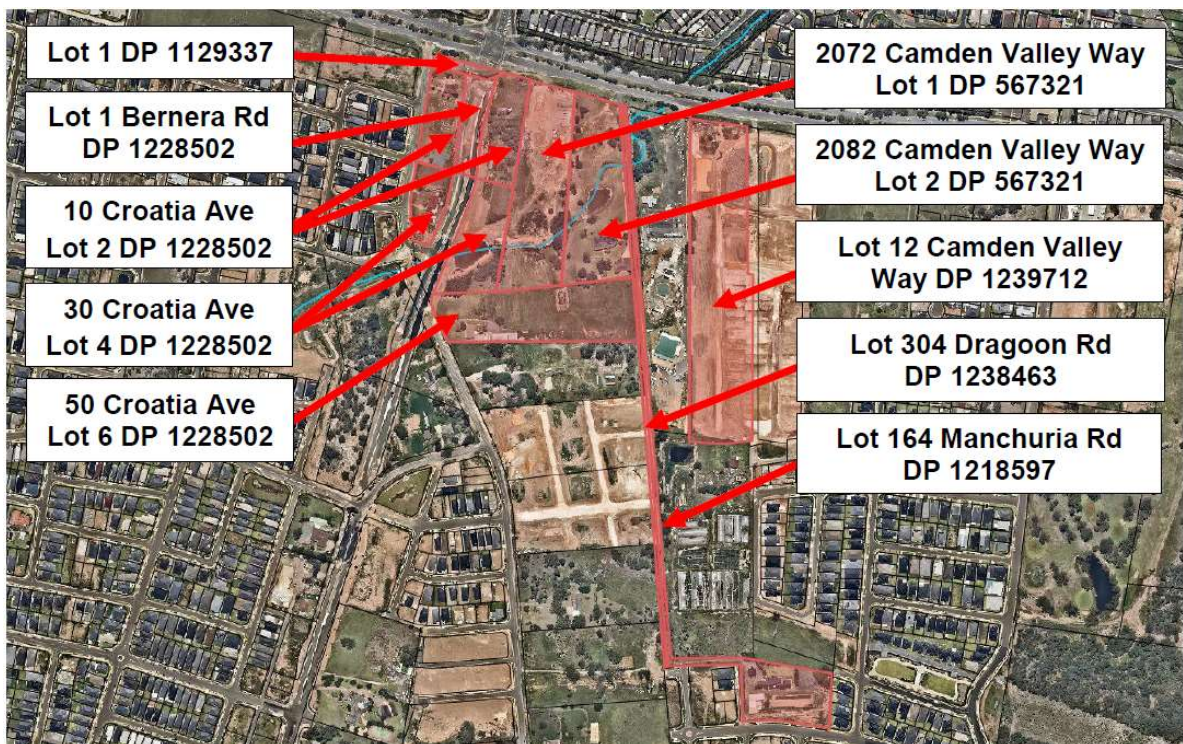 Lot 1 DP 1129337
Lot 1 Bernera Rd
DP 1228502
10 Croatia Ave
Lot 2 DP 1228502
30 Croatia Ave
Lot 4 DP 1228502
50 Croatia Ave
Lot 6 DP 1228502
2072 Camden Valley Way
Lot 1 DP 567321
2082 Camden Valley Way
Lot 2 DP 567321
Lot 12 Camden Valley
Way DP 1239712
Lot 304 Dragoon Rd
DP 1238463
Lot 164 Manchuria Rd
DP 1218597